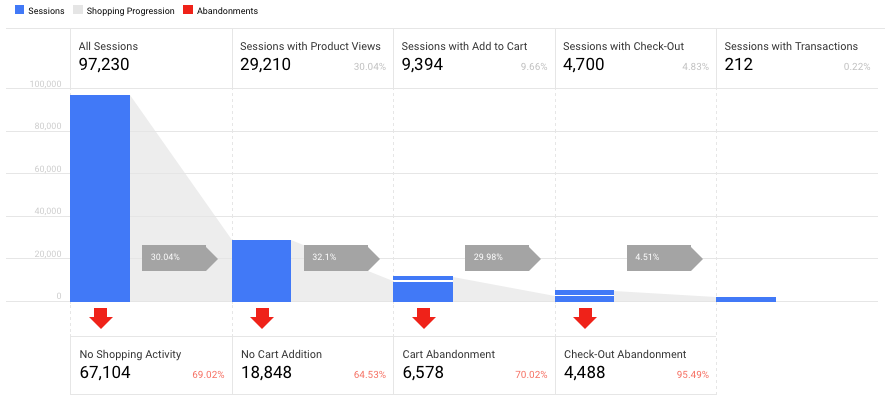 Sessions Shopping Progression Abandonments
All Sessions Sessions with Product Views Sessions with Add to Cart Sessions with Check-Out Sessions with Transactions
97,230 29,210 30.04% 9,394 9.66% 4,700 4.83% 212 0.22%
100,000
80,000
60,000
40,000
20,000
30.04% 32.1% 29.98% 4.51%
0
No Shopping Activity No Cart Addition Cart Abandonment Check-Out Abandonment
67,104 69.02% 18,848 64.53% 6,578 70.02% 4,488 95.49%